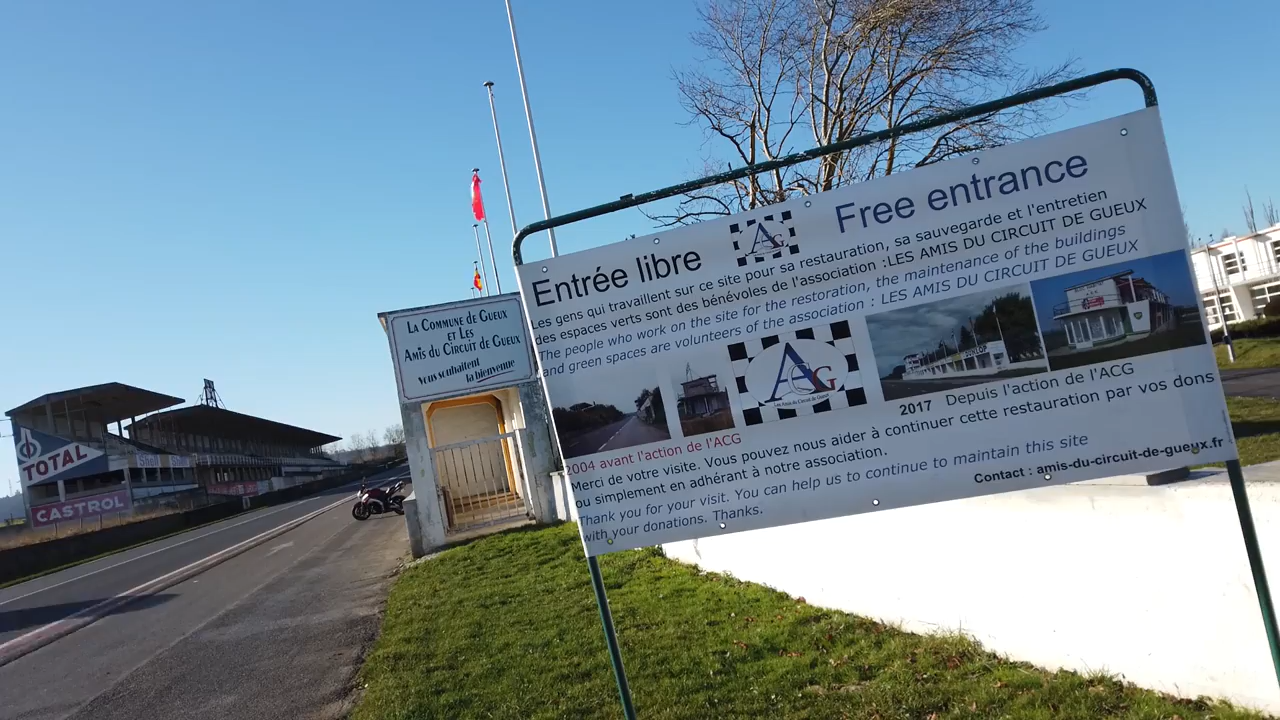 Entrée libre
Free entrance
Les gens qui travaillent sur ce site pour sa restauration, sa sauvegarde et l'entretien
des espaces verts sont des bénévoles de l'association :LES AMIS DU CIRCUIT DE GUEUX
The people who work on the site for the restoration, the maintenance of the buildings
and green spaces are volunteers of the association : LES AMIS DU CIRCUIT DE GUEUX
ACG
Les Amis du Circuit de Gueux
DUNLOP
2004 avant l'action de l'ACG
2017 Depuis l'action de l'ACG
Merci de votre visite. Vous pouvez nous aider à continuer cette restauration par vos dons
ou simplement en adhérant à notre association.
Thank you for your visit. You can help us to continue to maintain this site
with your donations. Thanks.
Contact : amis-du-circuit-de-gueux.fr
La Commune de Gueux
et Les
Amis du Circuit de Gueux
vous souhaitent
la bienvenue
TOTAL
CASTROL